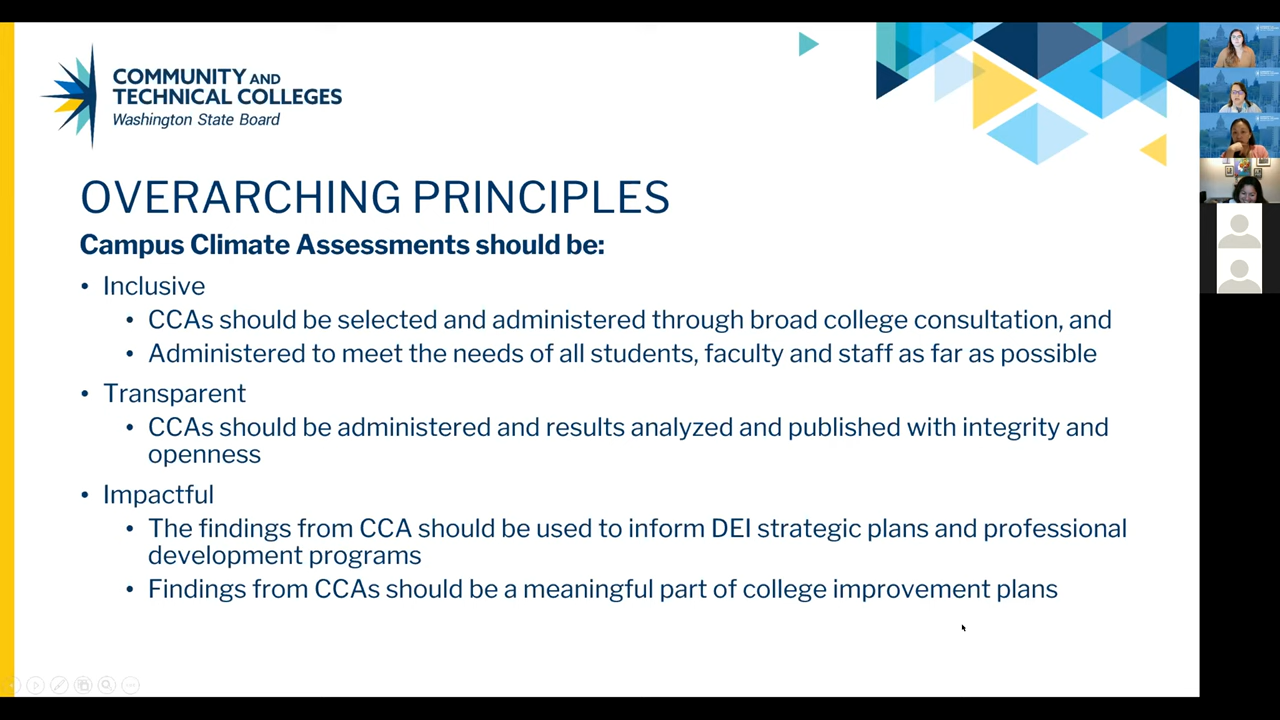 COMMUNITY AND
TECHNICAL COLLEGES
Washington State Board
OVERARCHING PRINCIPLES
Campus Climate Assessments should be:
• Inclusive
• CCAs should be selected and administered through broad college consultation, and
• Administered to meet the needs of all students, faculty and staff as far as possible
• Transparent
• CCAs should be administered and results analyzed and published with integrity and
openness
• Impactful
• The findings from CCA should be used to inform DEI strategic plans and professional
development programs
• Findings from CCAs should be a meaningful part of college improvement plans